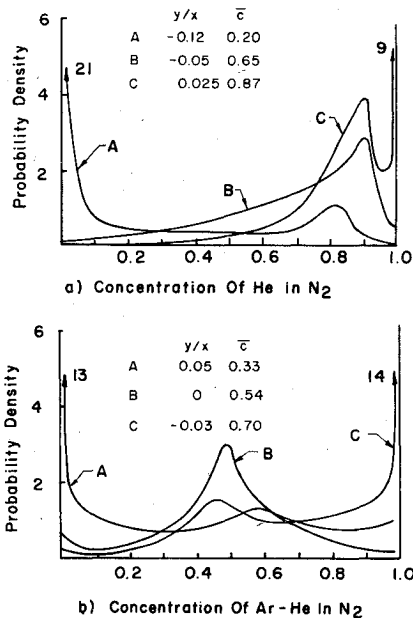 6
4
2
Probability Density
y/x c̄
A -0.12 0.20
B -0.05 0.65
C 0.025 0.87
21
9
A
B
C
0.2 0.4 0.6 0.8 1.0
a) Concentration Of He in N2
6
4
2
Probability Density
y/x c̄
A 0.05 0.33
B 0 0.54
C -0.03 0.70
13
14
A
B
C
0.2 0.4 0.6 0.8 1.0
b) Concentration Of Ar-He In N2